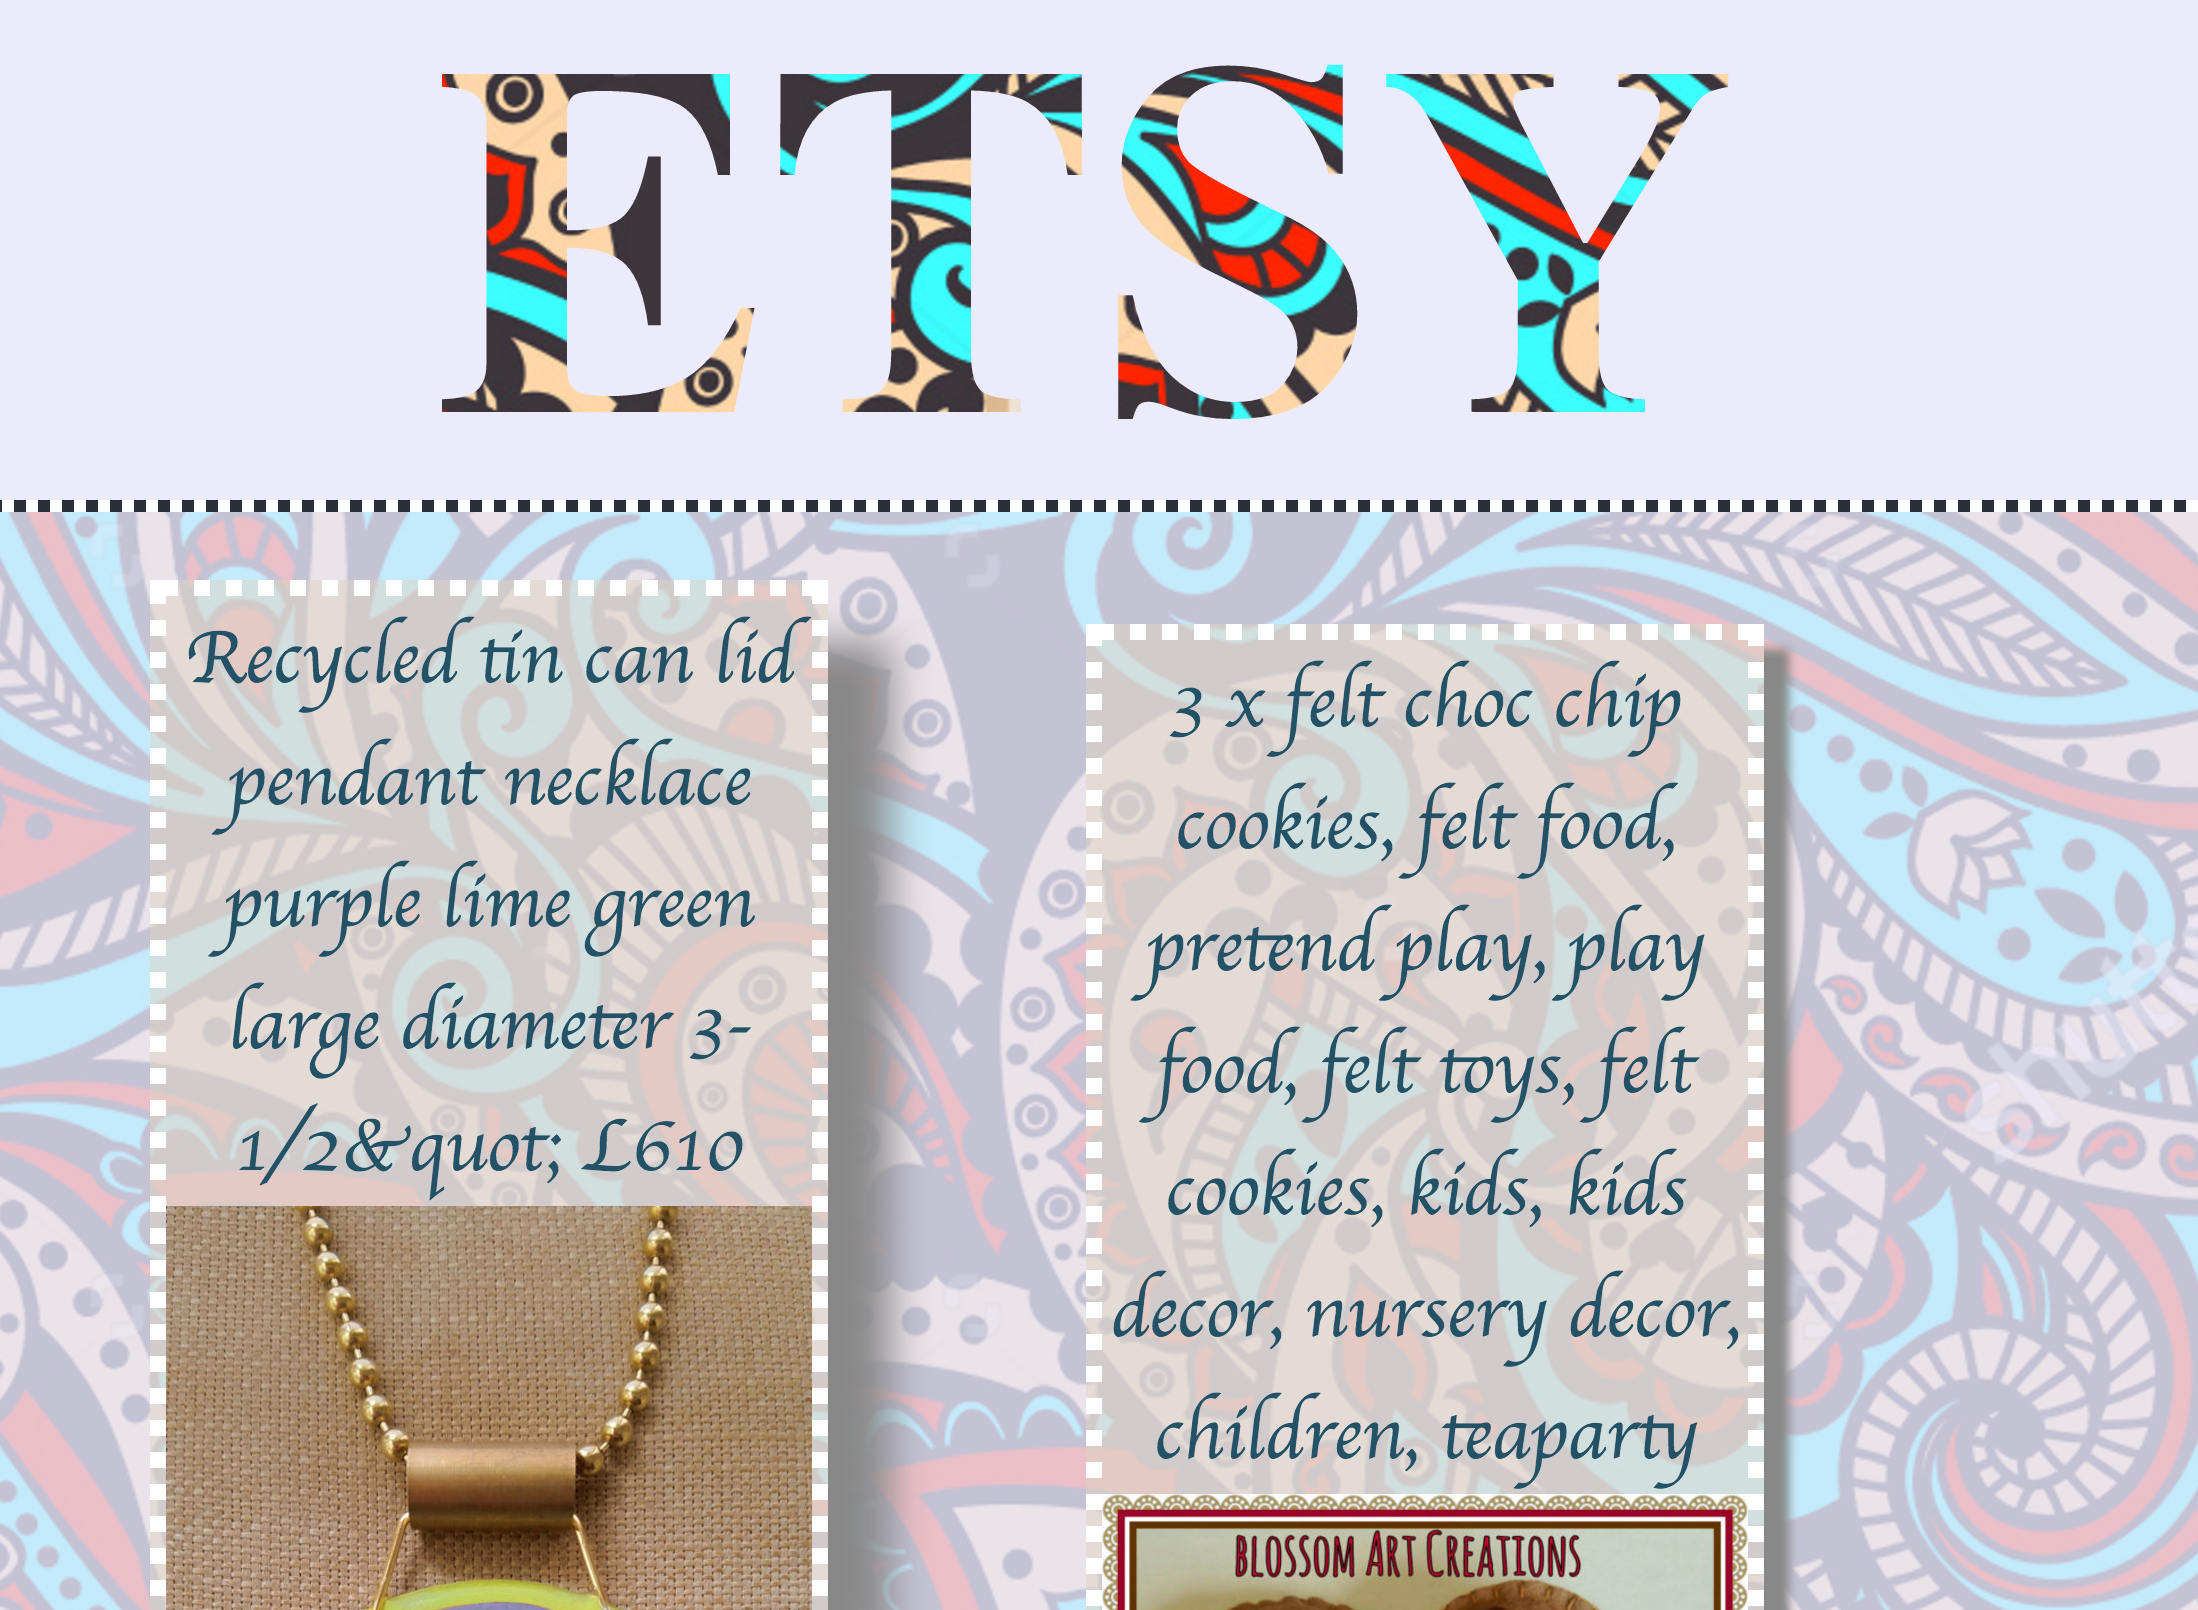 ETSY
Recycled tin can lid
pendant necklace
purple lime green
large diameter 3-
1/2&quot; £610
3 x felt choc chip
cookies, felt food,
pretend play, play
food, felt toys, felt
cookies, kids, kids
decor, nursery decor,
children, teaparty
BLOSSOM ART CREATIONS